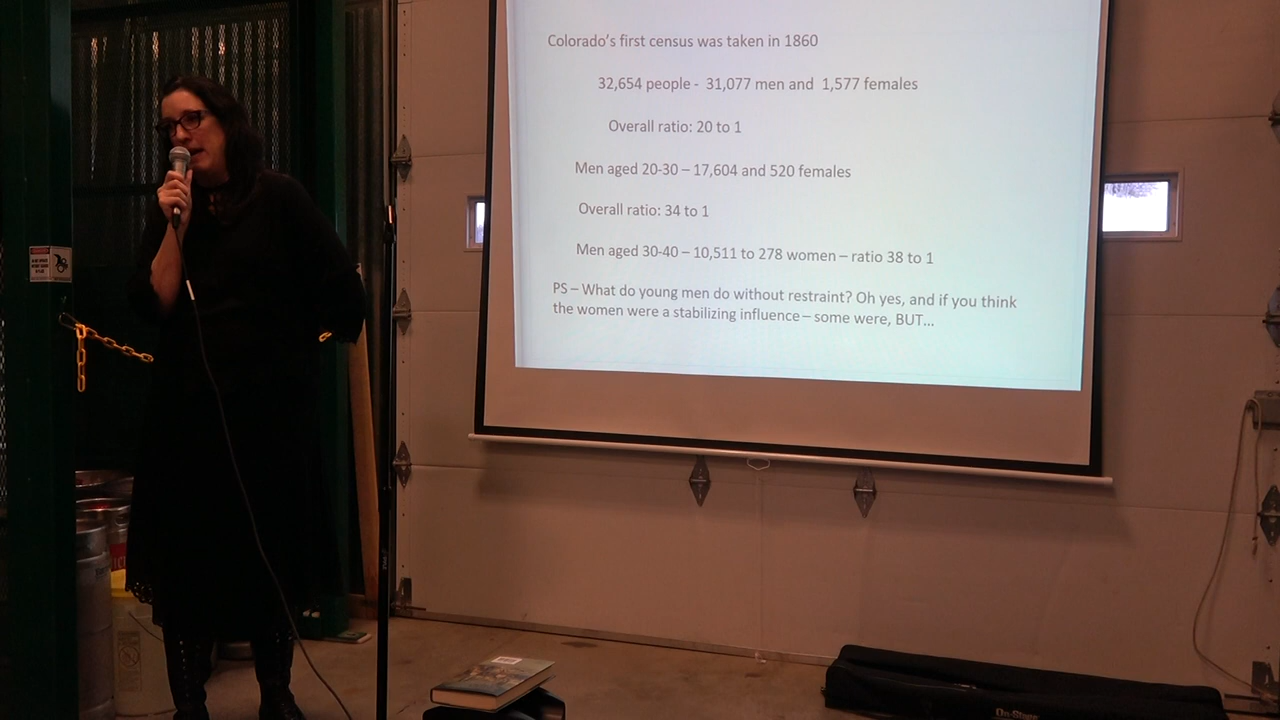 Colorado's first census was taken in 1860
32,654 people - 31,077 men and 1,577 females
Overall ratio: 20 to 1
Men aged 20-30 – 17,604 and 520 females
Overall ratio: 34 to 1
Men aged 30-40 – 10,511 to 278 women – ratio 38 to 1
PS – What do young men do without restraint? Oh yes, and if you think
the women were a stabilizing influence – some were, BUT...
On-Stage